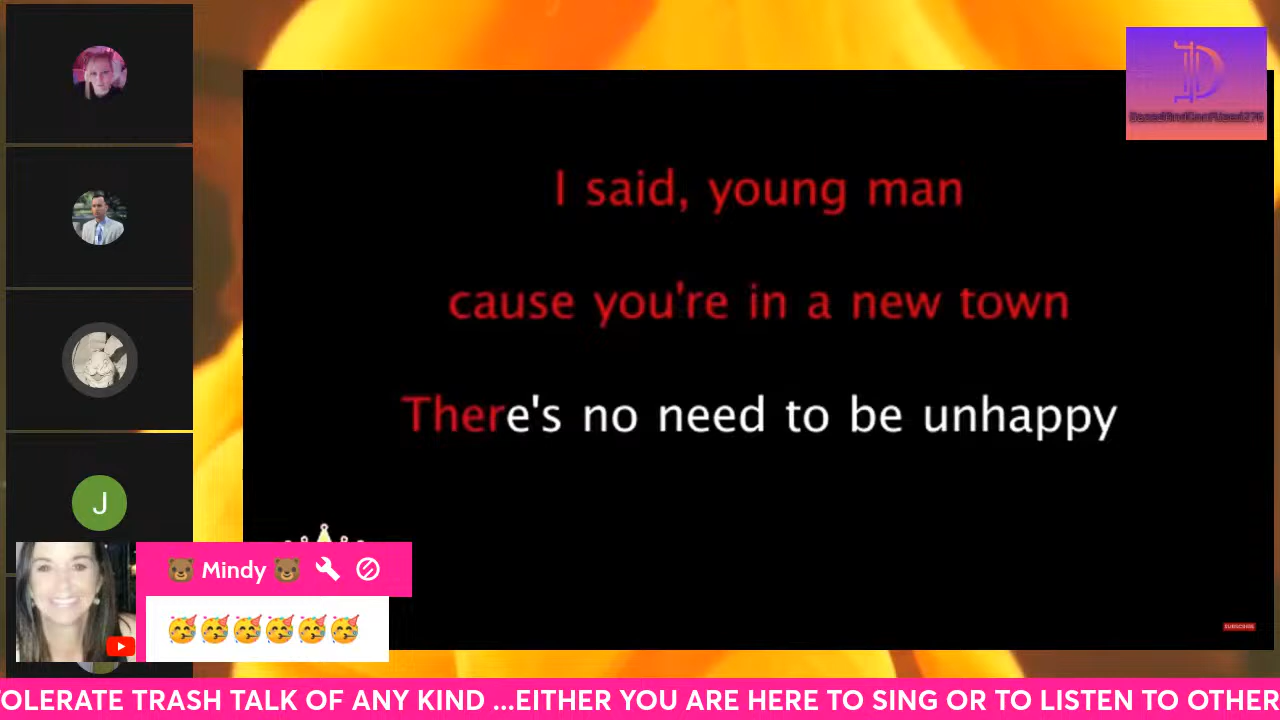 I said, young man
cause you're in a new town
There's no need to be unhappy
J
🐻 Mindy 🐻
🥳🥳🥳🥳🥳🥳
SUBSCRIBE
OLERATE TRASH TALK OF ANY KIND ...EITHER YOU ARE HERE TO SING OR TO LISTEN TO OTHER